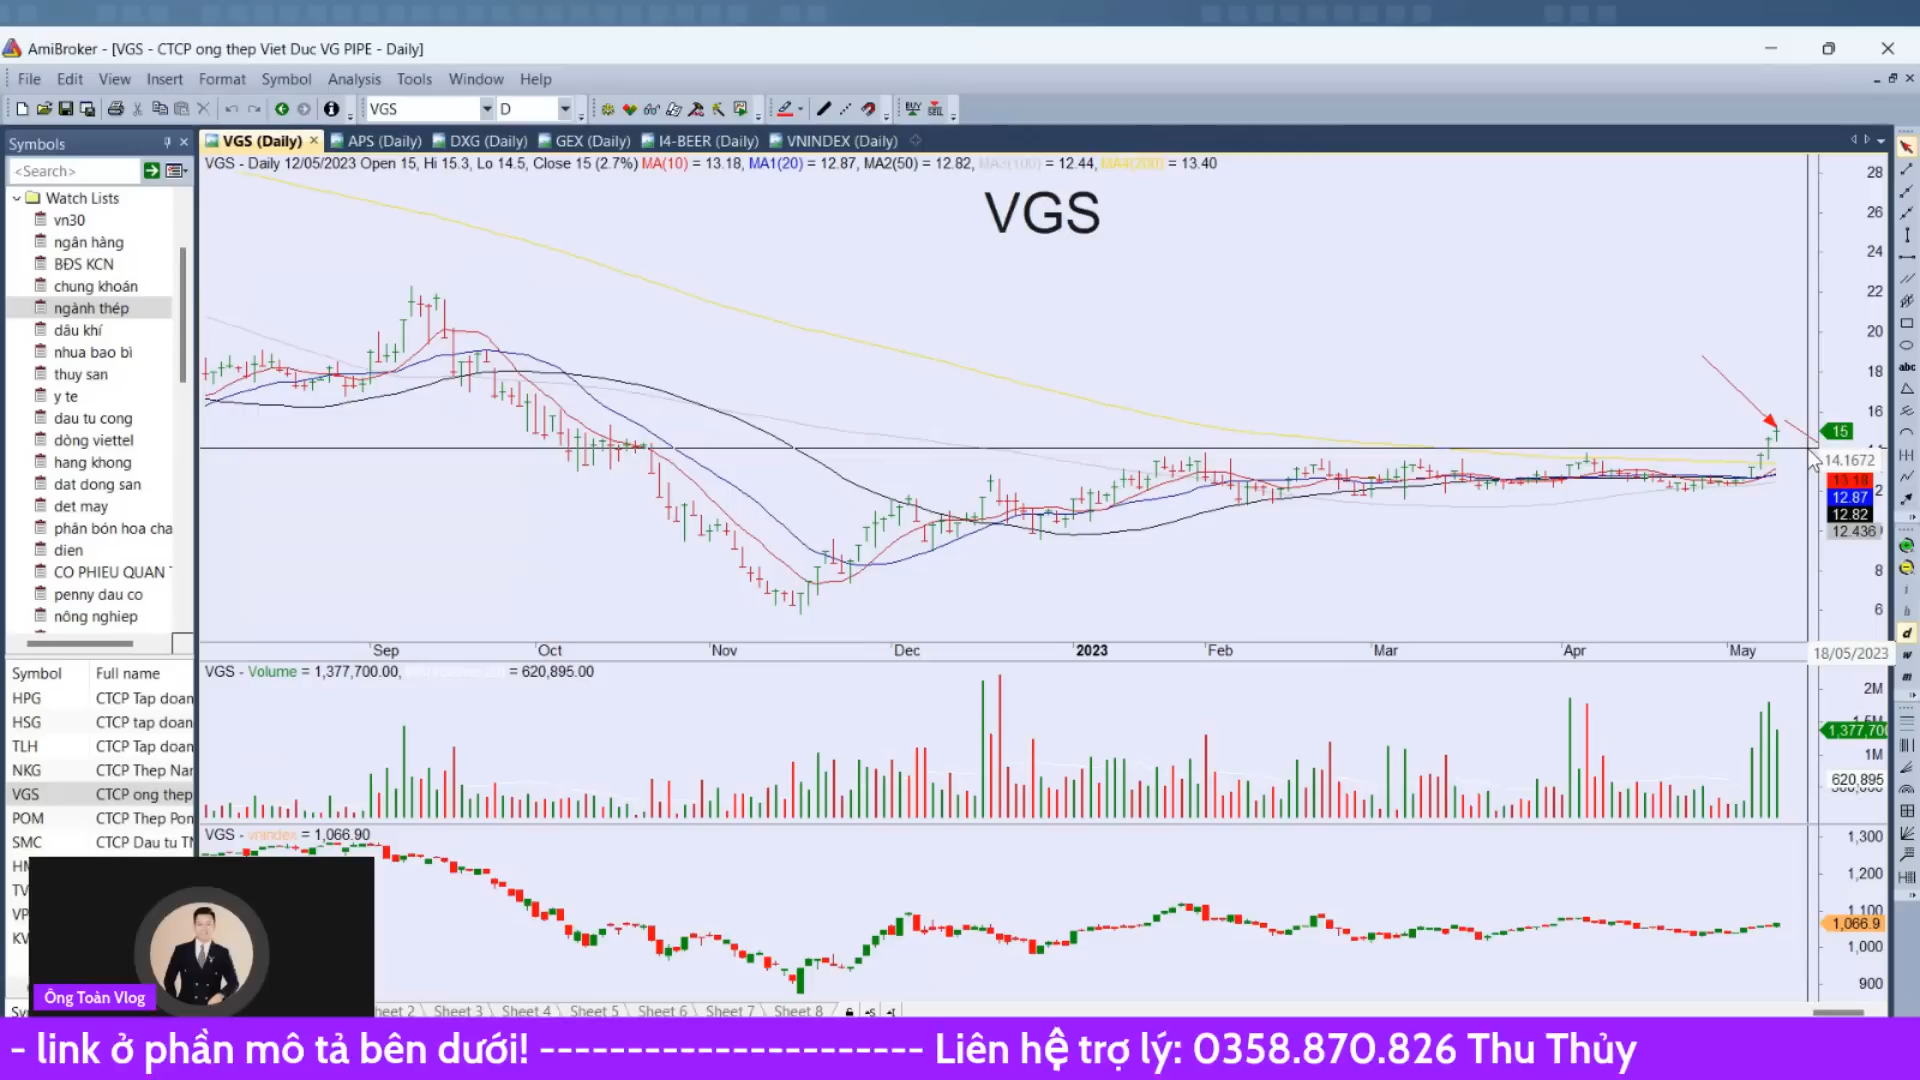 AmiBroker - [VGS - CTCP ong thep Viet Duc VG PIPE - Daily]
File Edit View Insert Format Symbol Analysis Tools Window Help
VGS D BUY SELL
Symbols
VGS (Daily) APS (Daily) DXG (Daily) GEX (Daily) I4-BEER (Daily) VNINDEX (Daily)
<Search>
VGS - Daily 12/05/2023 Open 15, Hi 15.3, Lo 14.5, Close 15 (2.7%) MA(10) = 13.18, MA1(20) = 12.87, MA2(50) = 12.82, MA3(100) = 12.44, MA4(200) = 13.40
VGS
Watch Lists
vn30
ngân hàng
BĐS KCN
chung khoán
ngành thép
dâu khí
nhua bao bì
thuy san
y te
dau tu cong
dòng viettel
hang khong
dat dong san
det may
phân bón hoa cha
dien
CO PHIEU QUAN
penny dau co
nông nghiep
28
26
24
22
20
18
16
15
14.1672
13.18
12.87
12.82
12.436
8
6
abc
Sep Oct Nov Dec 2023 Feb Mar Apr May 18/05/2023
d
w
m
Symbol Full name
HPG CTCP Tap doan
HSG CTCP tap doan
TLH CTCP Tap doan
NKG CTCP Thep Nar
VGS CTCP ong thep
POM CTCP Thep Pon
SMC CTCP Dau tu TN
VGS - Volume = 1,377,700.00, = 620,895.00
2M
1,377,700
1M
620,895
VGS - vnindex = 1,066.90
1,300
1,200
1,100
1,066.9
1,000
900
Ông Toàn Vlog
Sheet 3 Sheet 4 Sheet 5 Sheet 6 Sheet 7 Sheet 8
- link ở phần mô tả bên dưới! ----------------------- Liên hệ trợ lý: 0358.870.826 Thu Thủy